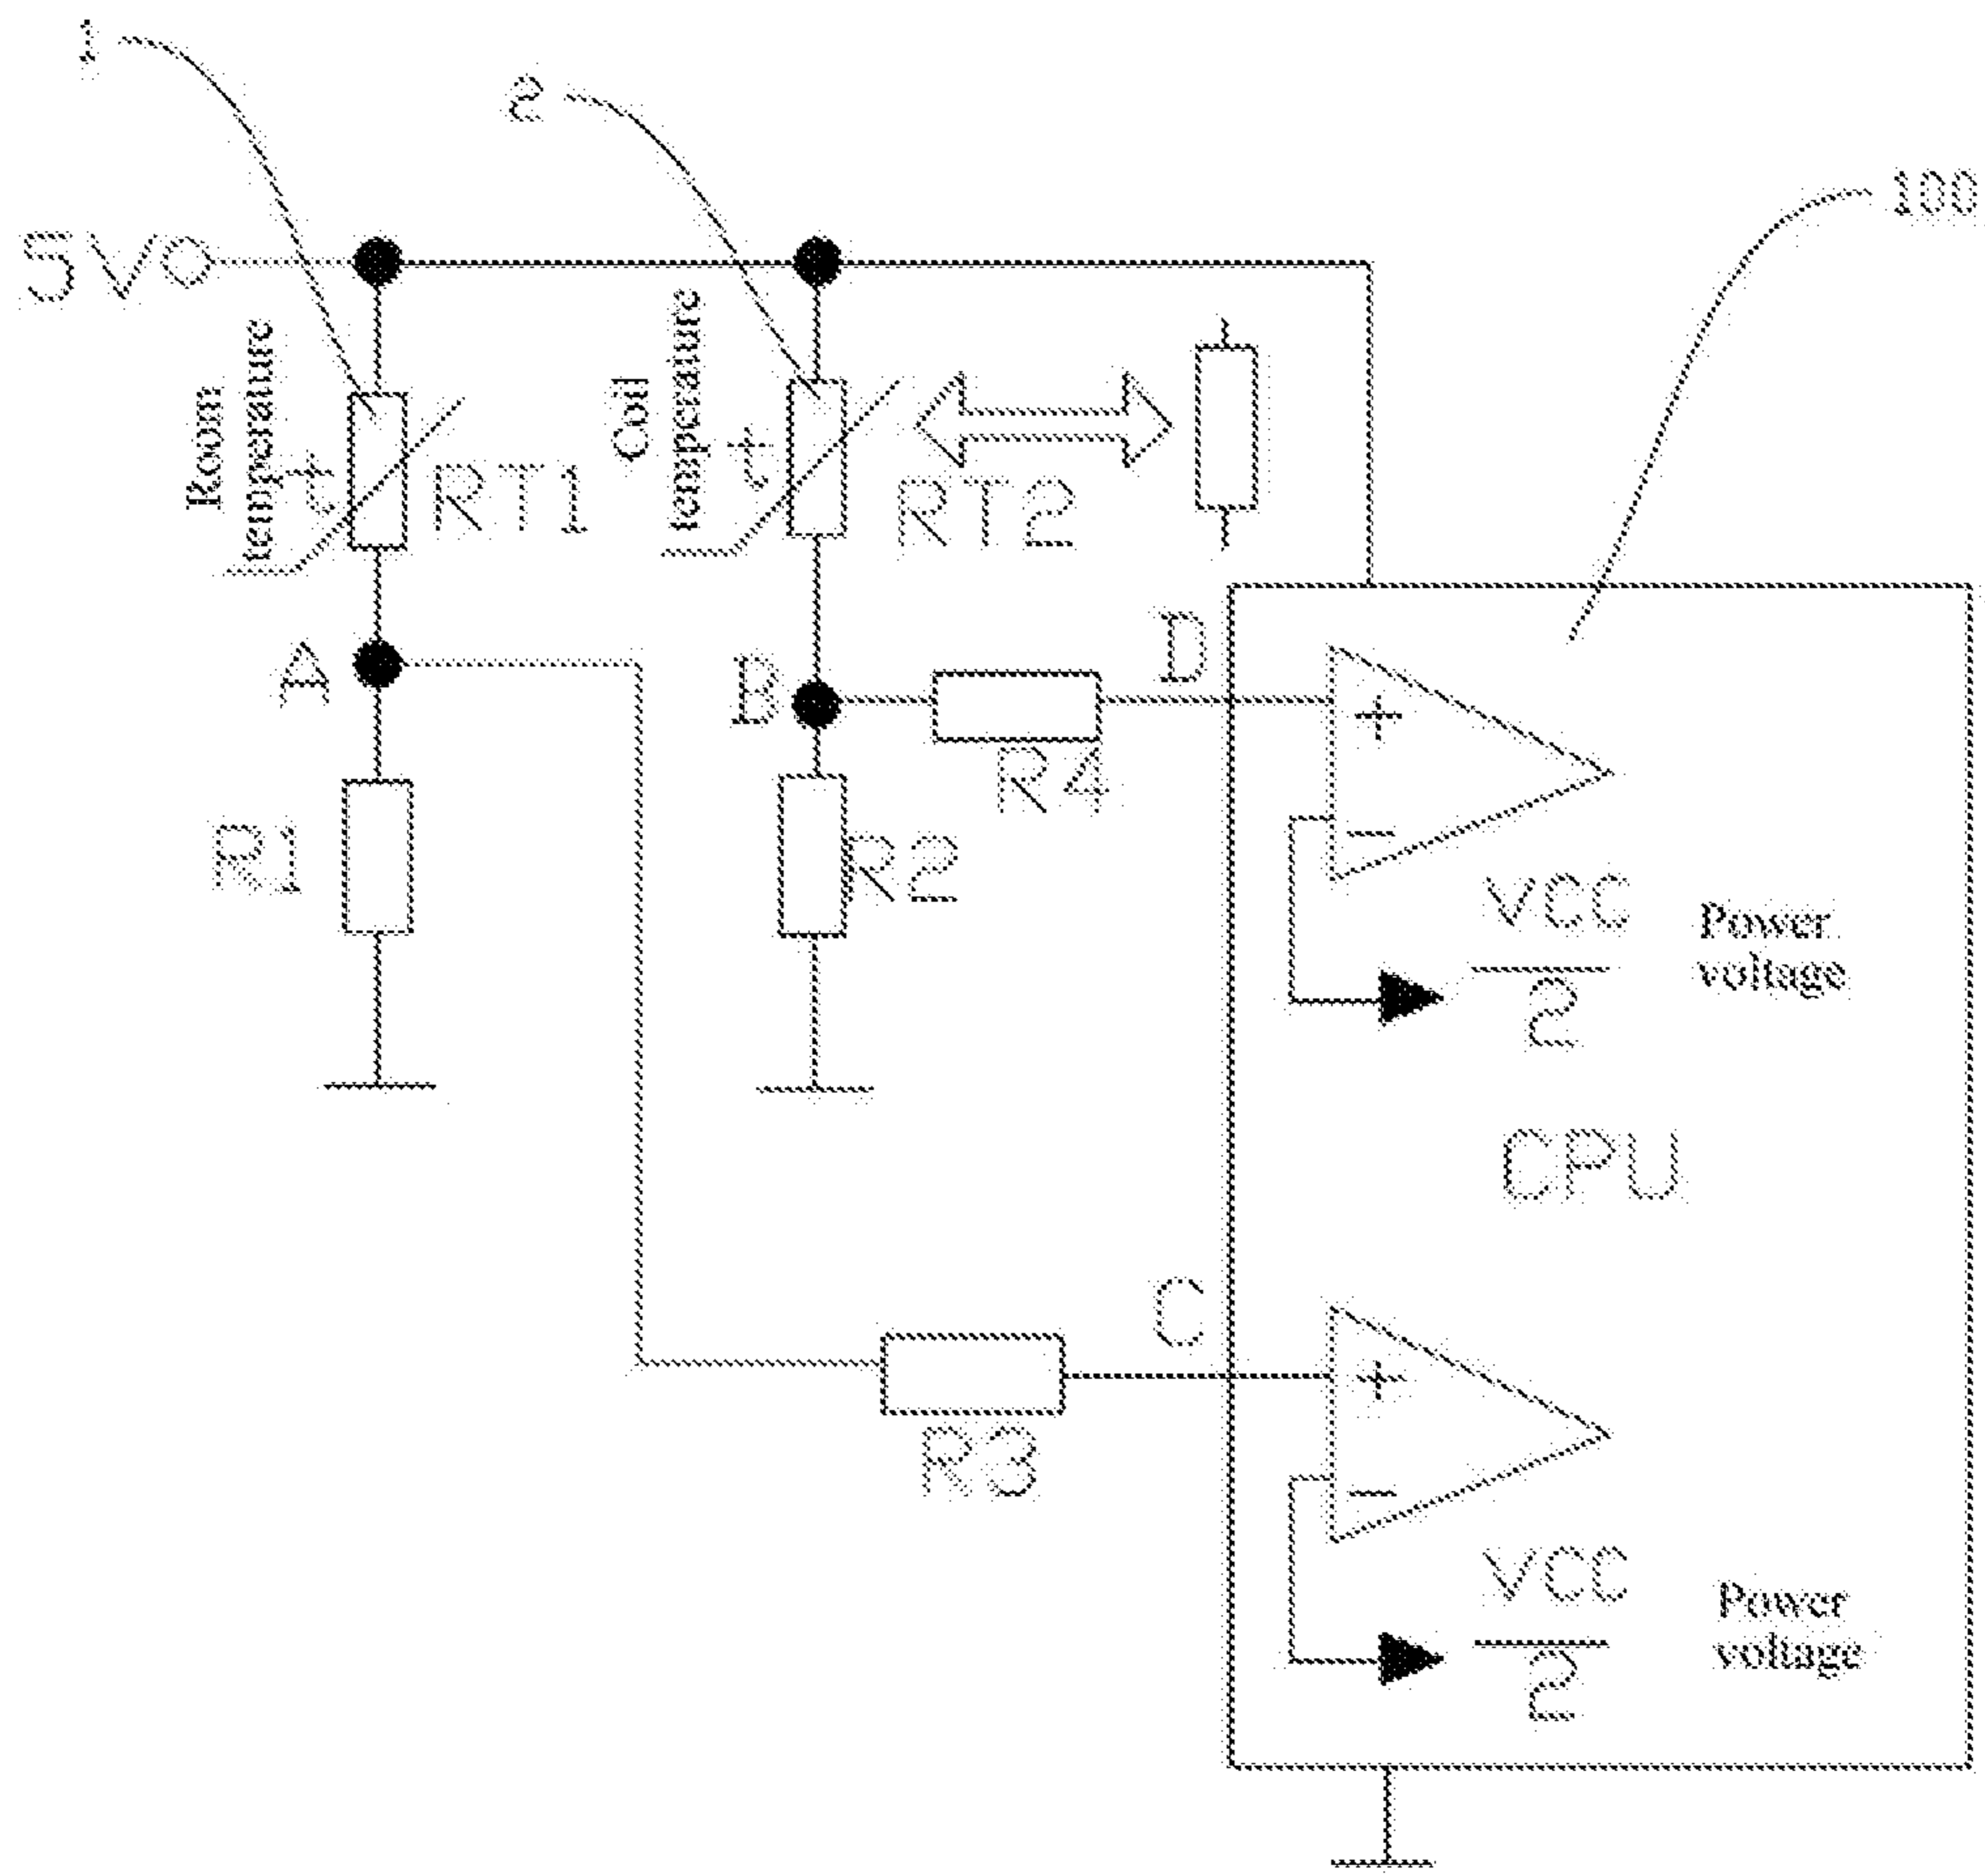 1
2
100
5V
Room
temperature
t
RT1
Coil
temperature
t
RT2
A
B
D
+
R4
−
R1
R2
VCC
2
Power
voltage
CPU
C
+
R3
−
VCC
2
Power
voltage